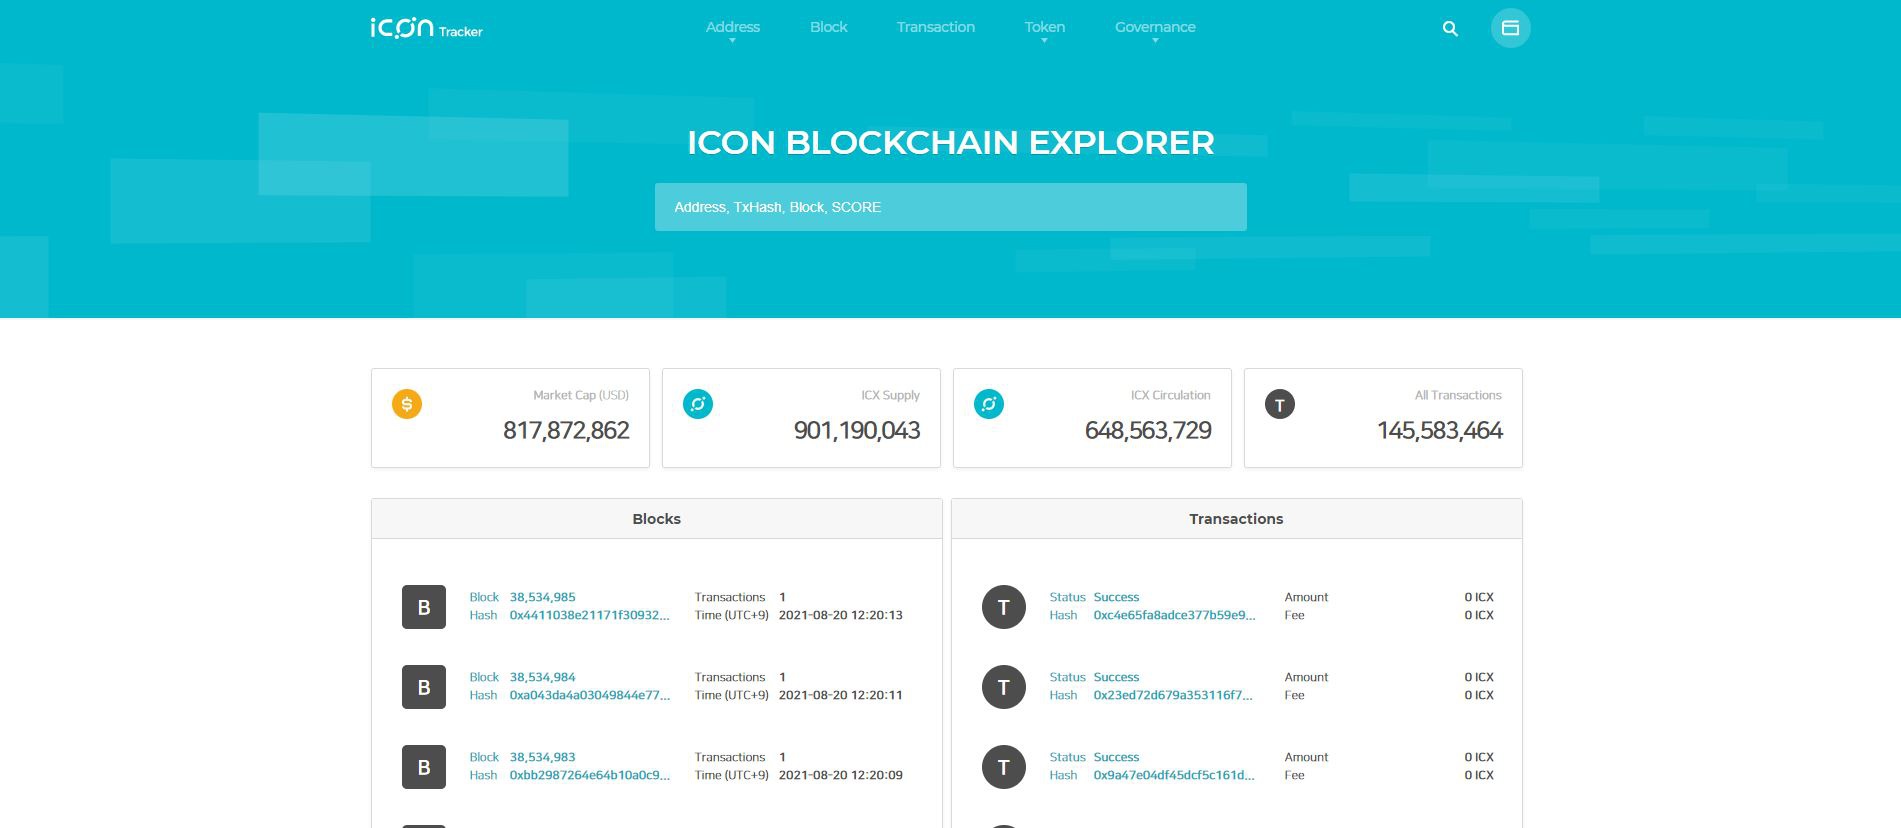 icon Tracker
Address Block Transaction Token Governance
ICON BLOCKCHAIN EXPLORER
Address, TxHash, Block, SCORE
$ Market Cap (USD)
817,872,862
ICX Supply
901,190,043
ICX Circulation
648,563,729
T All Transactions
145,583,464
Blocks
B
Block 38,534,985 Transactions 1
Hash 0x4411038e21171f30932... Time (UTC+9) 2021-08-20 12:20:13
B
Block 38,534,984 Transactions 1
Hash 0xa043da4a03049844e77... Time (UTC+9) 2021-08-20 12:20:11
B
Block 38,534,983 Transactions 1
Hash 0xbb2987264e64b10a0c9... Time (UTC+9) 2021-08-20 12:20:09
Transactions
T
Status Success Amount 0 ICX
Hash 0xc4e65fa8adce377b59e9... Fee 0 ICX
T
Status Success Amount 0 ICX
Hash 0x23ed72d679a353116f7... Fee 0 ICX
T
Status Success Amount 0 ICX
Hash 0x9a47e04df45dcf5c161d... Fee 0 ICX